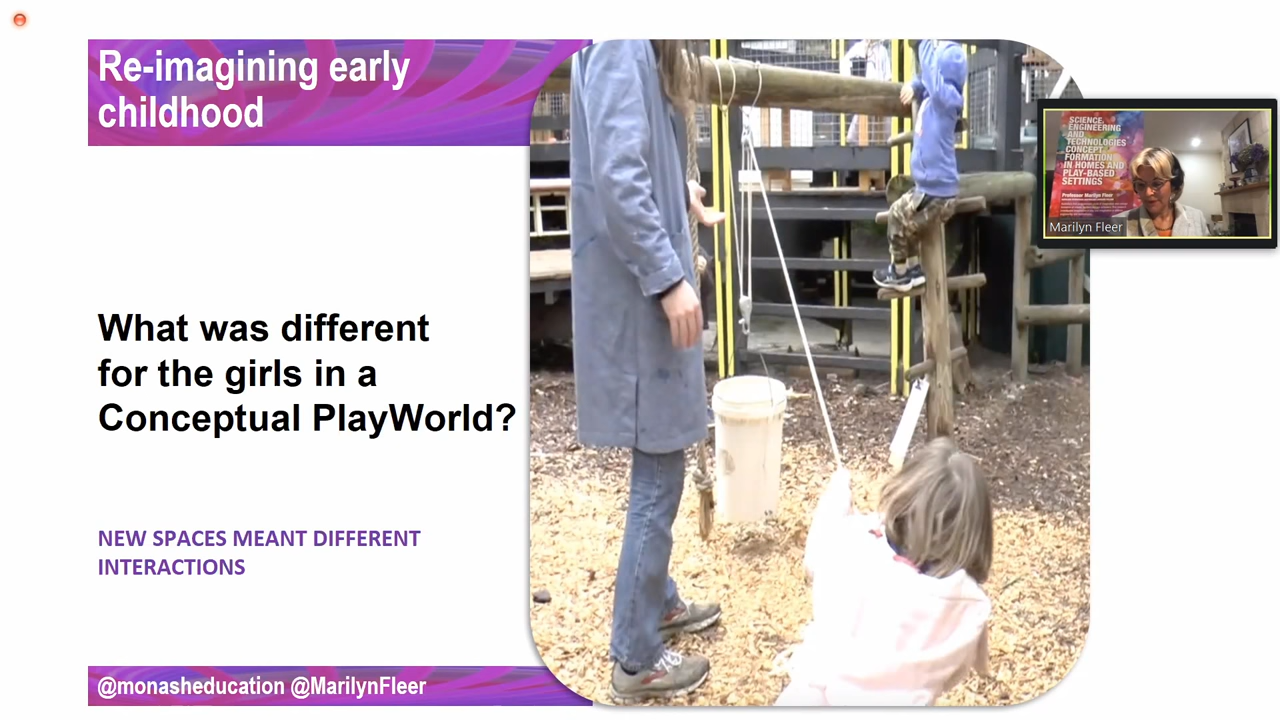 Re-imagining early
childhood
What was different
for the girls in a
Conceptual PlayWorld?
NEW SPACES MEANT DIFFERENT
INTERACTIONS
@monasheducation @MarilynFleer
SCIENCE,
ENGINEERING
AND
TECHNOLOGIES
CONCEPT
FORMATION
IN HOMES AND
PLAY-BASED
SETTINGS
Professor Marilyn Fleer
Marilyn Fleer